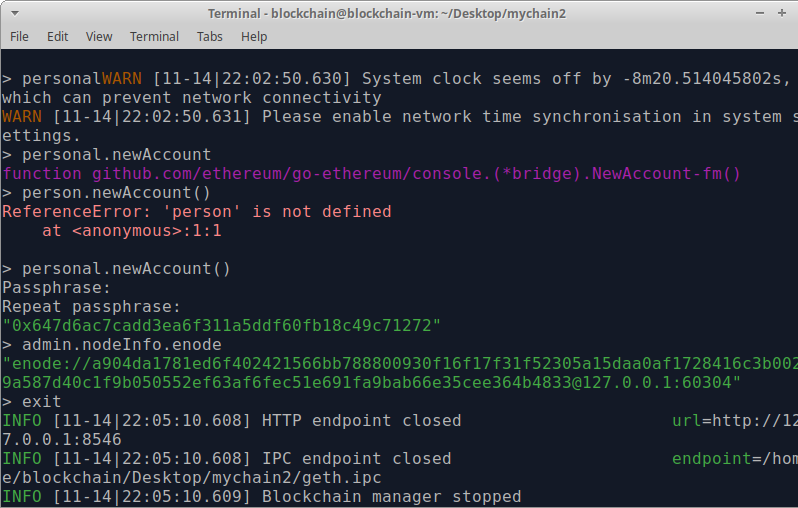 Terminal - blockchain@blockchain-vm: ~/Desktop/mychain2
File Edit View Terminal Tabs Help
> personalWARN [11-14|22:02:50.630] System clock seems off by -8m20.514045802s,
which can prevent network connectivity
WARN [11-14|22:02:50.631] Please enable network time synchronisation in system s
ettings.
> personal.newAccount
function github.com/ethereum/go-ethereum/console.(*bridge).NewAccount-fm()
> person.newAccount()
ReferenceError: 'person' is not defined
    at <anonymous>:1:1
> personal.newAccount()
Passphrase:
Repeat passphrase:
"0x647d6ac7cadd3ea6f311a5ddf60fb18c49c71272"
> admin.nodeInfo.enode
"enode://a904da1781ed6f402421566bb788800930f16f17f31f52305a15daa0af1728416c3b002
9a587d40c1f9b050552ef63af6fec51e691fa9bab66e35cee364b4833@127.0.0.1:60304"
> exit
INFO [11-14|22:05:10.608] HTTP endpoint closed                     url=http://12
7.0.0.1:8546
INFO [11-14|22:05:10.608] IPC endpoint closed                      endpoint=/hom
e/blockchain/Desktop/mychain2/geth.ipc
INFO [11-14|22:05:10.609] Blockchain manager stopped